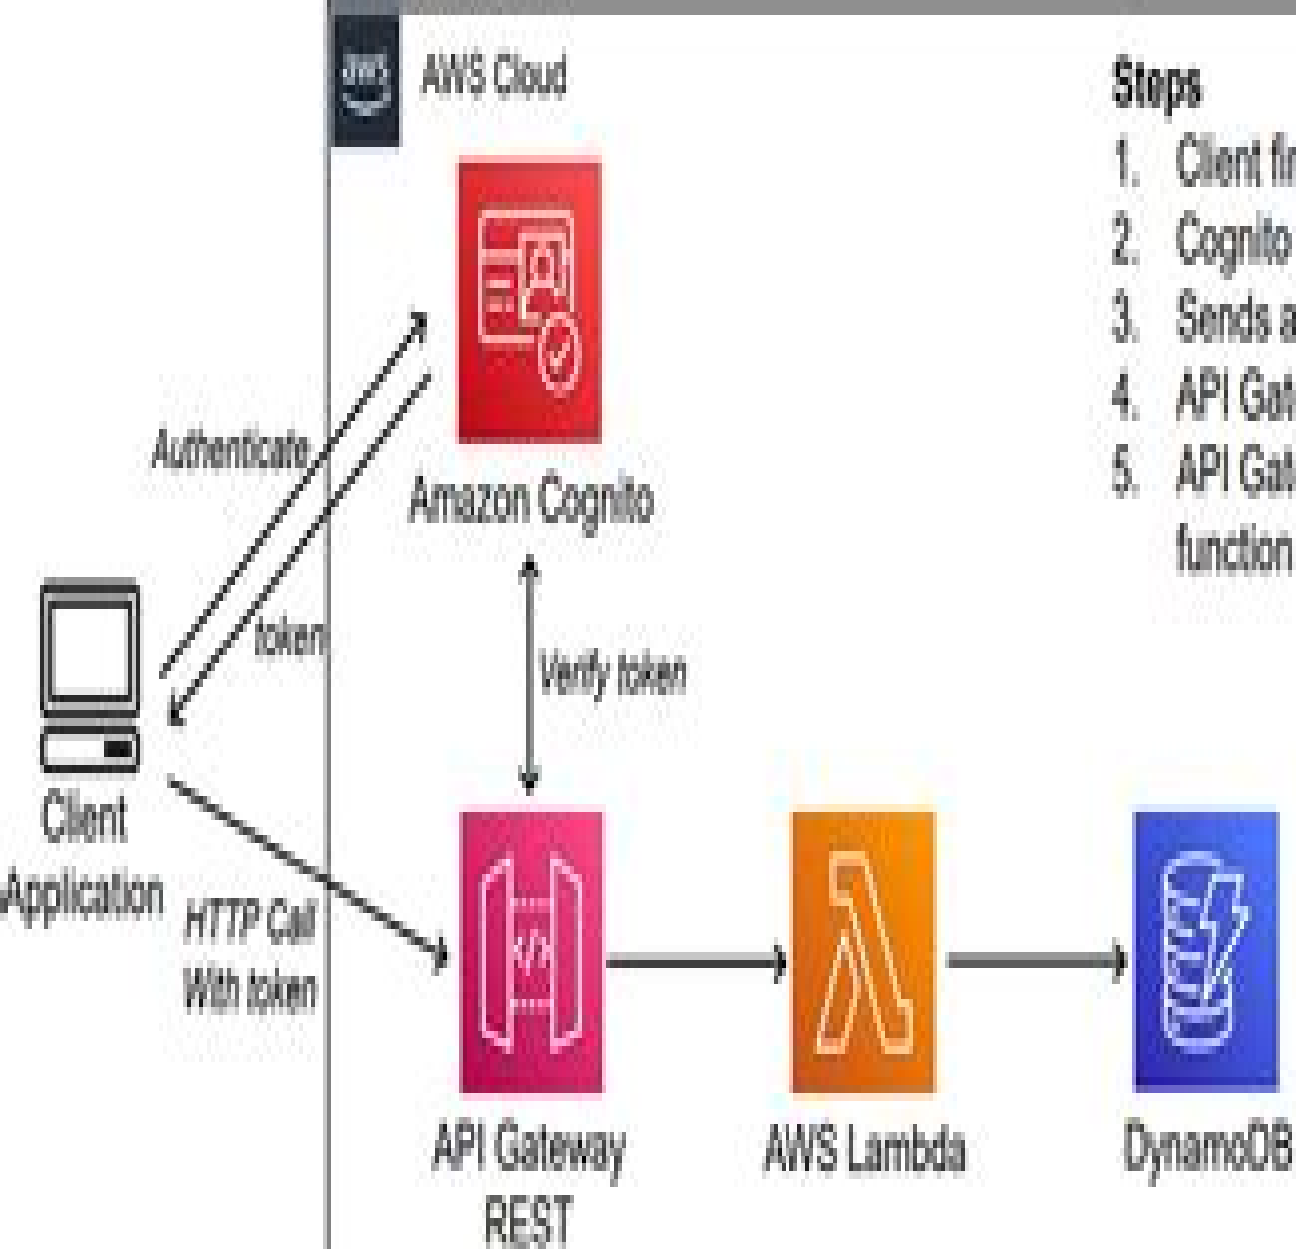 aws
AWS Cloud
Steps
1. Client
2. Cognito
3. Sends a
4. API
5. API
function
Amazon Cognito
Authenticate
token
Verify token
Client
Application
HTTP Call
With token
API Gateway
REST
AWS Lambda
DynamoDB